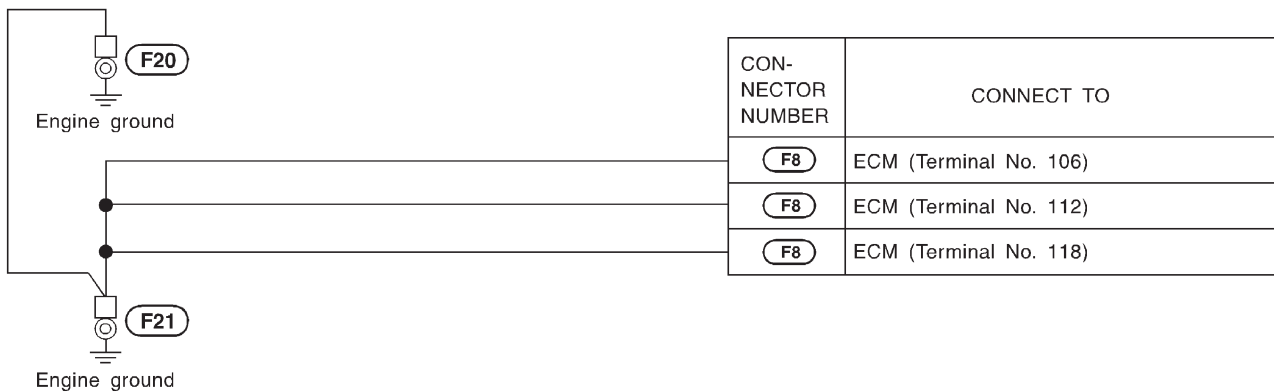 F20
Engine ground
CON-
NECTOR
NUMBER
CONNECT TO
F8 ECM (Terminal No. 106)
F8 ECM (Terminal No. 112)
F8 ECM (Terminal No. 118)
F21
Engine ground